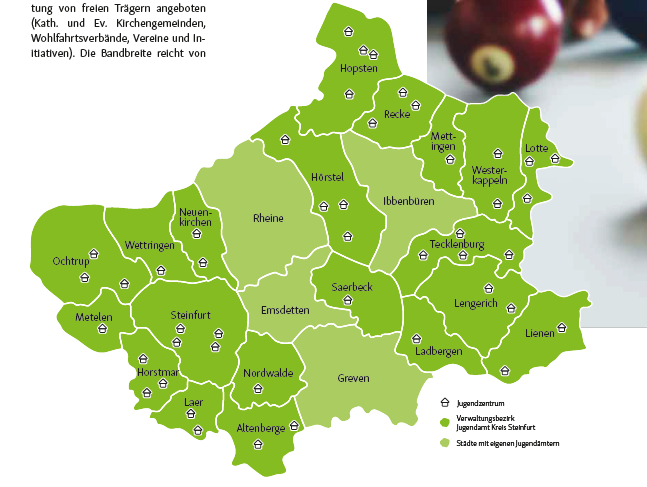 tung von freien Trägern angeboten
(Kath. und Ev. Kirchengemeinden,
Wohlfahrtsverbände, Vereine und In-
itiativen). Die Bandbreite reicht von
Hopsten
Recke
Mett-
ingen
Lotte
Wester-
kappeln
Hörstel
Ibbenbüren
Rheine
Neuen-
kirchen
Wettringen
Tecklenburg
Ochtrup
Saerbeck
Lengerich
Emsdetten
Metelen
Steinfurt
Lienen
Ladbergen
Horstmar
Nordwalde
Greven
Laer
Altenberge
Jugendzentrum
Verwaltungsbezirk
Jugendamt Kreis Steinfurt
Städte mit eigenen Jugendämtern